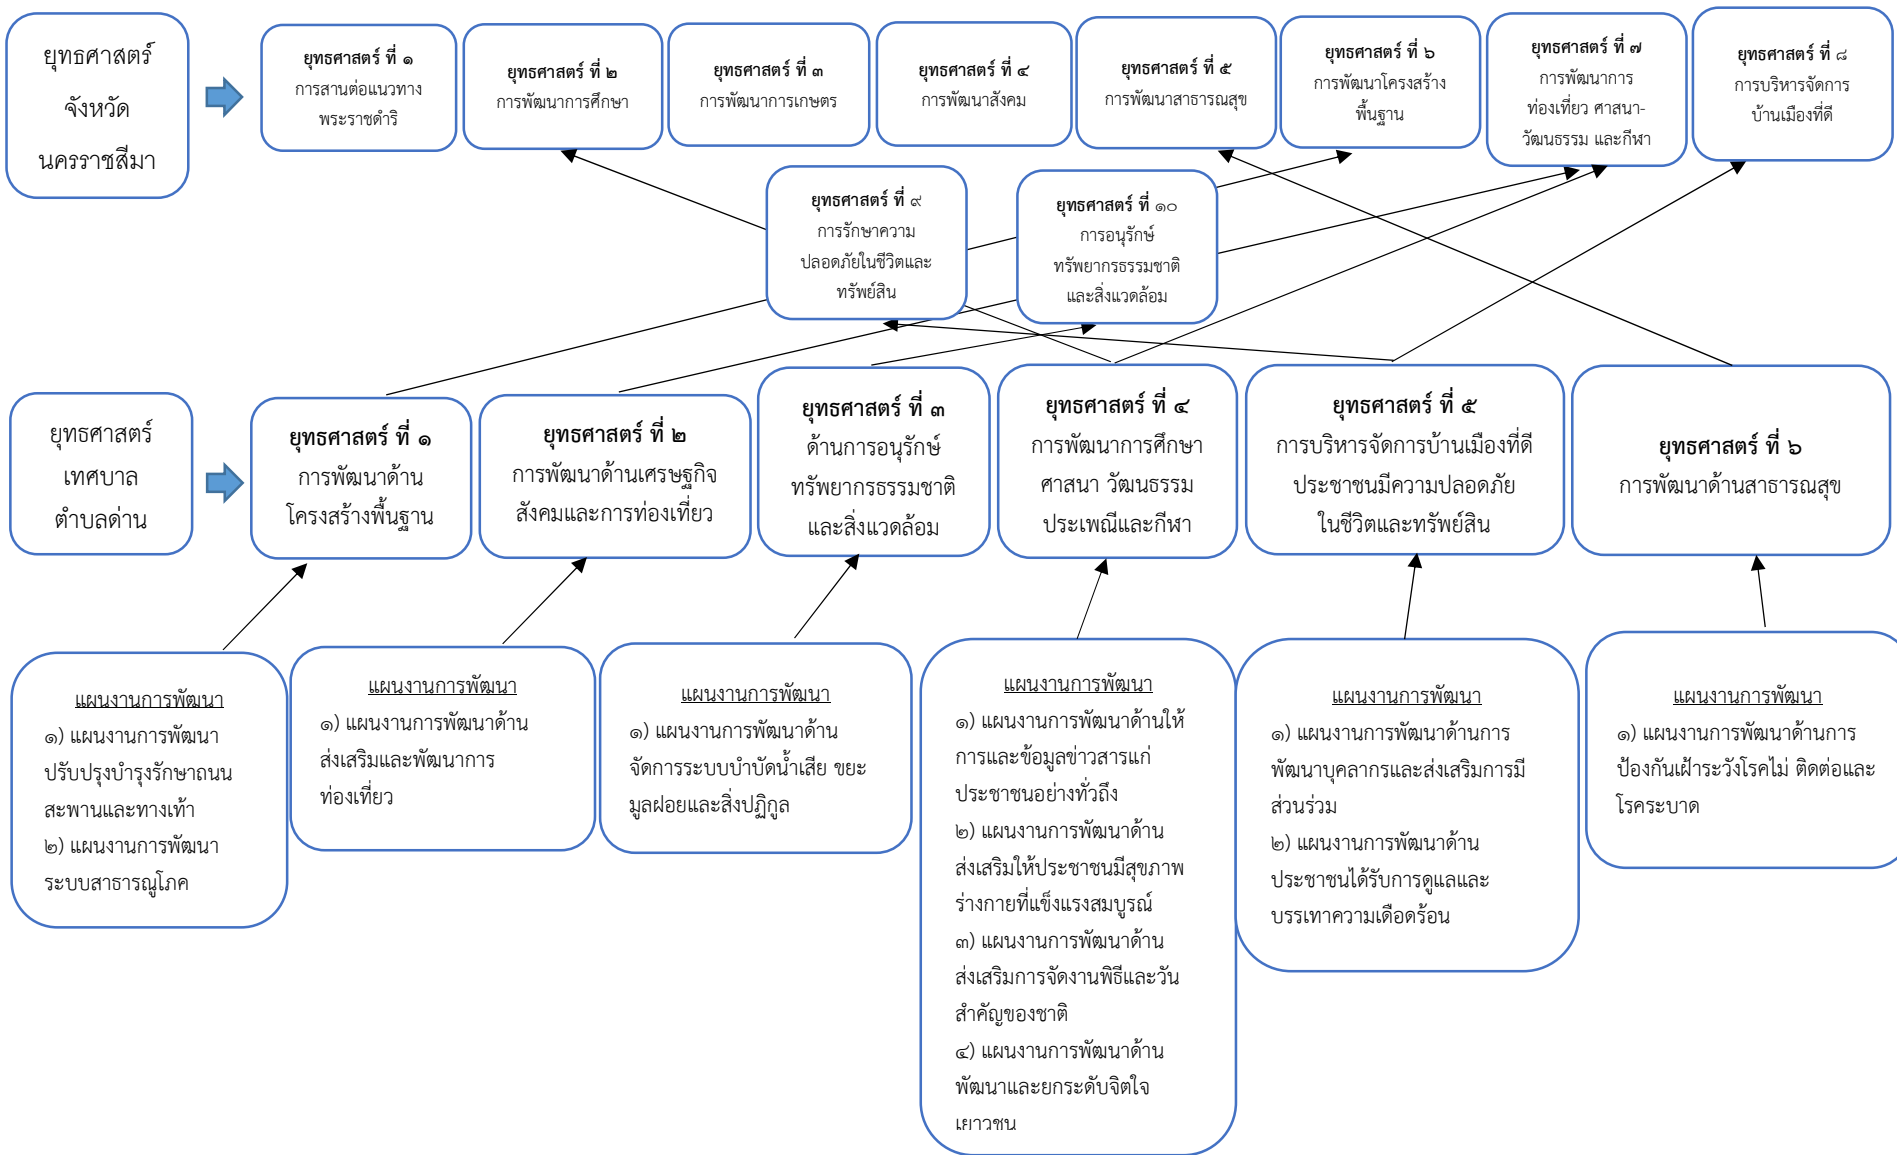 ยุทธศาสตร์
จังหวัด
นครราชสีมา
ยุทธศาสตร์ ที่ ๑
การสานต่อแนวทาง
พระราชดำริ
ยุทธศาสตร์ ที่ ๒
การพัฒนาการศึกษา
ยุทธศาสตร์ ที่ ๓
การพัฒนาการเกษตร
ยุทธศาสตร์ ที่ ๔
การพัฒนาสังคม
ยุทธศาสตร์ ที่ ๕
การพัฒนาสาธารณสุข
ยุทธศาสตร์ ที่ ๖
การพัฒนาโครงสร้าง
พื้นฐาน
ยุทธศาสตร์ ที่ ๗
การพัฒนาการ
ท่องเที่ยว ศาสนา-
วัฒนธรรม และกีฬา
ยุทธศาสตร์ ที่ ๘
การบริหารจัดการ
บ้านเมืองที่ดี
ยุทธศาสตร์ ที่ ๙
การรักษาความ
ปลอดภัยในชีวิตและ
ทรัพย์สิน
ยุทธศาสตร์ ที่ ๑๐
การอนุรักษ์
ทรัพยากรธรรมชาติ
และสิ่งแวดล้อม
ยุทธศาสตร์
เทศบาล
ตำบลด่าน
ยุทธศาสตร์ ที่ ๑
การพัฒนาด้าน
โครงสร้างพื้นฐาน
ยุทธศาสตร์ ที่ ๒
การพัฒนาด้านเศรษฐกิจ
สังคมและการท่องเที่ยว
ยุทธศาสตร์ ที่ ๓
ด้านการอนุรักษ์
ทรัพยากรธรรมชาติ
และสิ่งแวดล้อม
ยุทธศาสตร์ ที่ ๔
การพัฒนาการศึกษา
ศาสนา วัฒนธรรม
ประเพณีและกีฬา
ยุทธศาสตร์ ที่ ๕
การบริหารจัดการบ้านเมืองที่ดี
ประชาชนมีความปลอดภัย
ในชีวิตและทรัพย์สิน
ยุทธศาสตร์ ที่ ๖
การพัฒนาด้านสาธารณสุข
แผนงานการพัฒนา
๑) แผนงานการพัฒนา
ปรับปรุงบำรุงรักษาถนน
สะพานและทางเท้า
๒) แผนงานการพัฒนา
ระบบสาธารณูโภค
แผนงานการพัฒนา
๑) แผนงานการพัฒนาด้าน
ส่งเสริมและพัฒนาการ
ท่องเที่ยว
แผนงานการพัฒนา
๑) แผนงานการพัฒนาด้าน
จัดการระบบบำบัดน้ำเสีย ขยะ
มูลฝอยและสิ่งปฏิกูล
แผนงานการพัฒนา
๑) แผนงานการพัฒนาด้านให้
การและข้อมูลข่าวสารแก่
ประชาชนอย่างทั่วถึง
๒) แผนงานการพัฒนาด้าน
ส่งเสริมให้ประชาชนมีสุขภาพ
ร่างกายที่แข็งแรงสมบูรณ์
๓) แผนงานการพัฒนาด้าน
ส่งเสริมการจัดงานพิธีและวัน
สำคัญของชาติ
๔) แผนงานการพัฒนาด้าน
พัฒนาและยกระดับจิตใจ
เยาวชน
แผนงานการพัฒนา
๑) แผนงานการพัฒนาด้านการ
พัฒนาบุคลากรและส่งเสริมการมี
ส่วนร่วม
๒) แผนงานการพัฒนาด้าน
ประชาชนได้รับการดูแลและ
บรรเทาความเดือดร้อน
แผนงานการพัฒนา
๑) แผนงานการพัฒนาด้านการ
ป้องกันเฝ้าระวังโรคไม่ ติดต่อและ
โรคระบาด